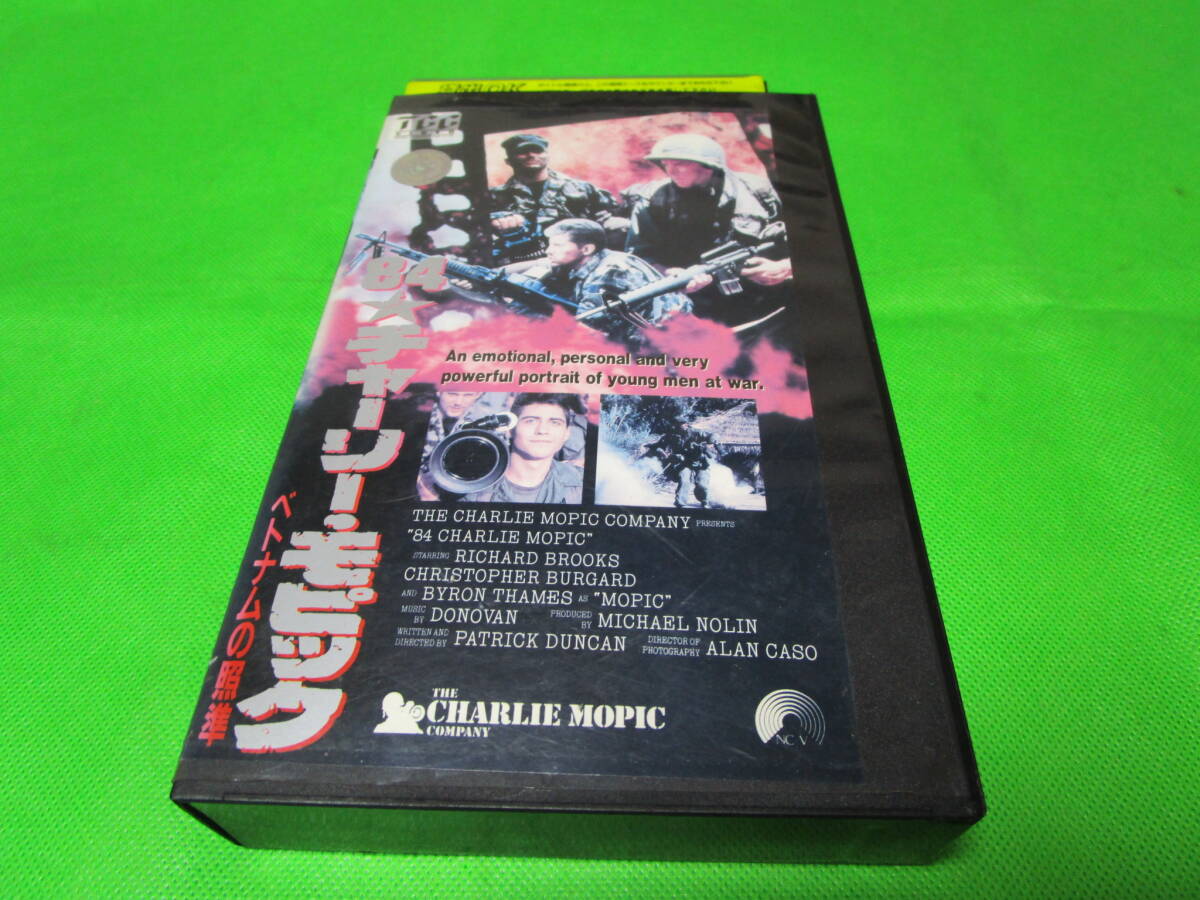 84★チャーリー・モピック
ベトナムの照準
An emotional, personal and very
powerful portrait of young men at war.
THE CHARLIE MOPIC COMPANY PRESENTS
"84 CHARLIE MOPIC"
STARRING RICHARD BROOKS
CHRISTOPHER BURGARD
AND BYRON THAMES AS "MOPIC"
MUSIC BY DONOVAN PRODUCED BY MICHAEL NOLIN
WRITTEN AND DIRECTED BY PATRICK DUNCAN DIRECTOR OF PHOTOGRAPHY ALAN CASO
THE
CHARLIE MOPIC
COMPANY
NCV